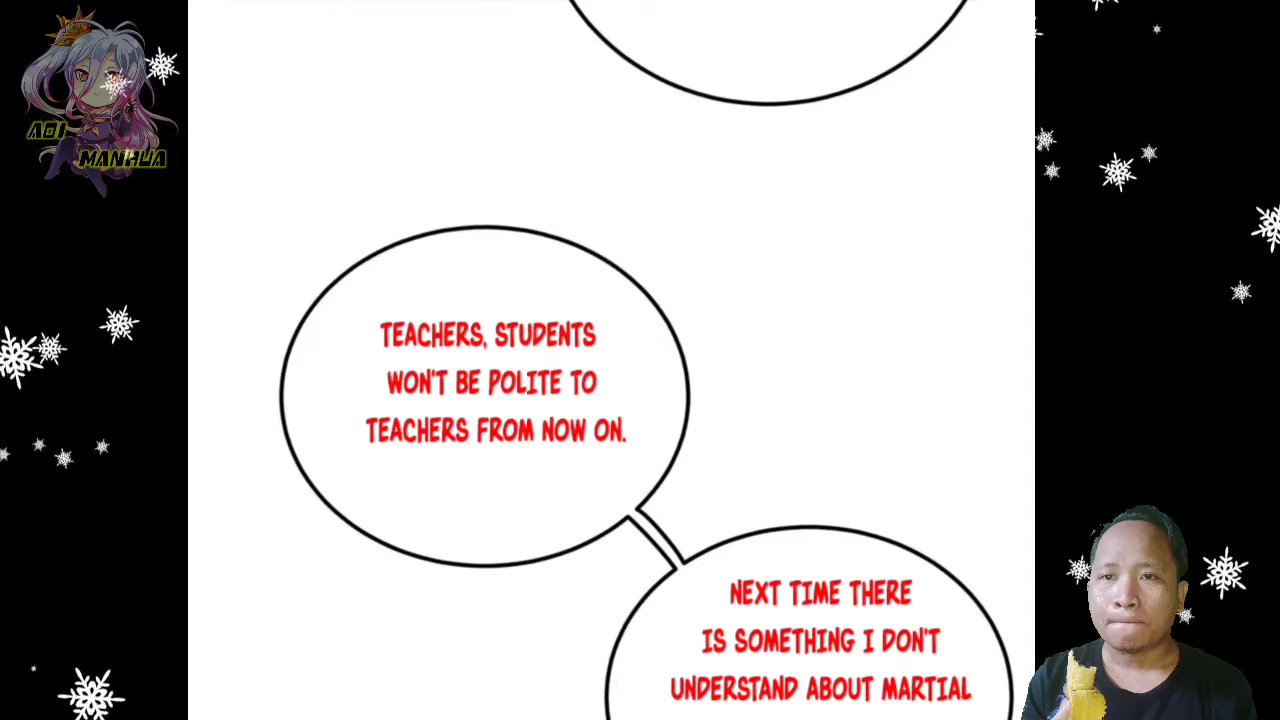 AOI
MANHUA
TEACHERS, STUDENTS
WON'T BE POLITE TO
TEACHERS FROM NOW ON.
NEXT TIME THERE
IS SOMETHING I DON'T
UNDERSTAND ABOUT MARTIAL